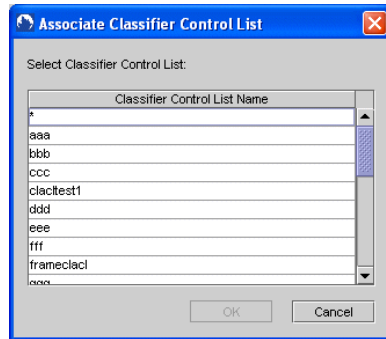 Associate Classifier Control List
Select Classifier Control List:
Classifier Control List Name
*
aaa
bbb
ccc
clacltest1
ddd
eee
fff
frameclacl
OK
Cancel